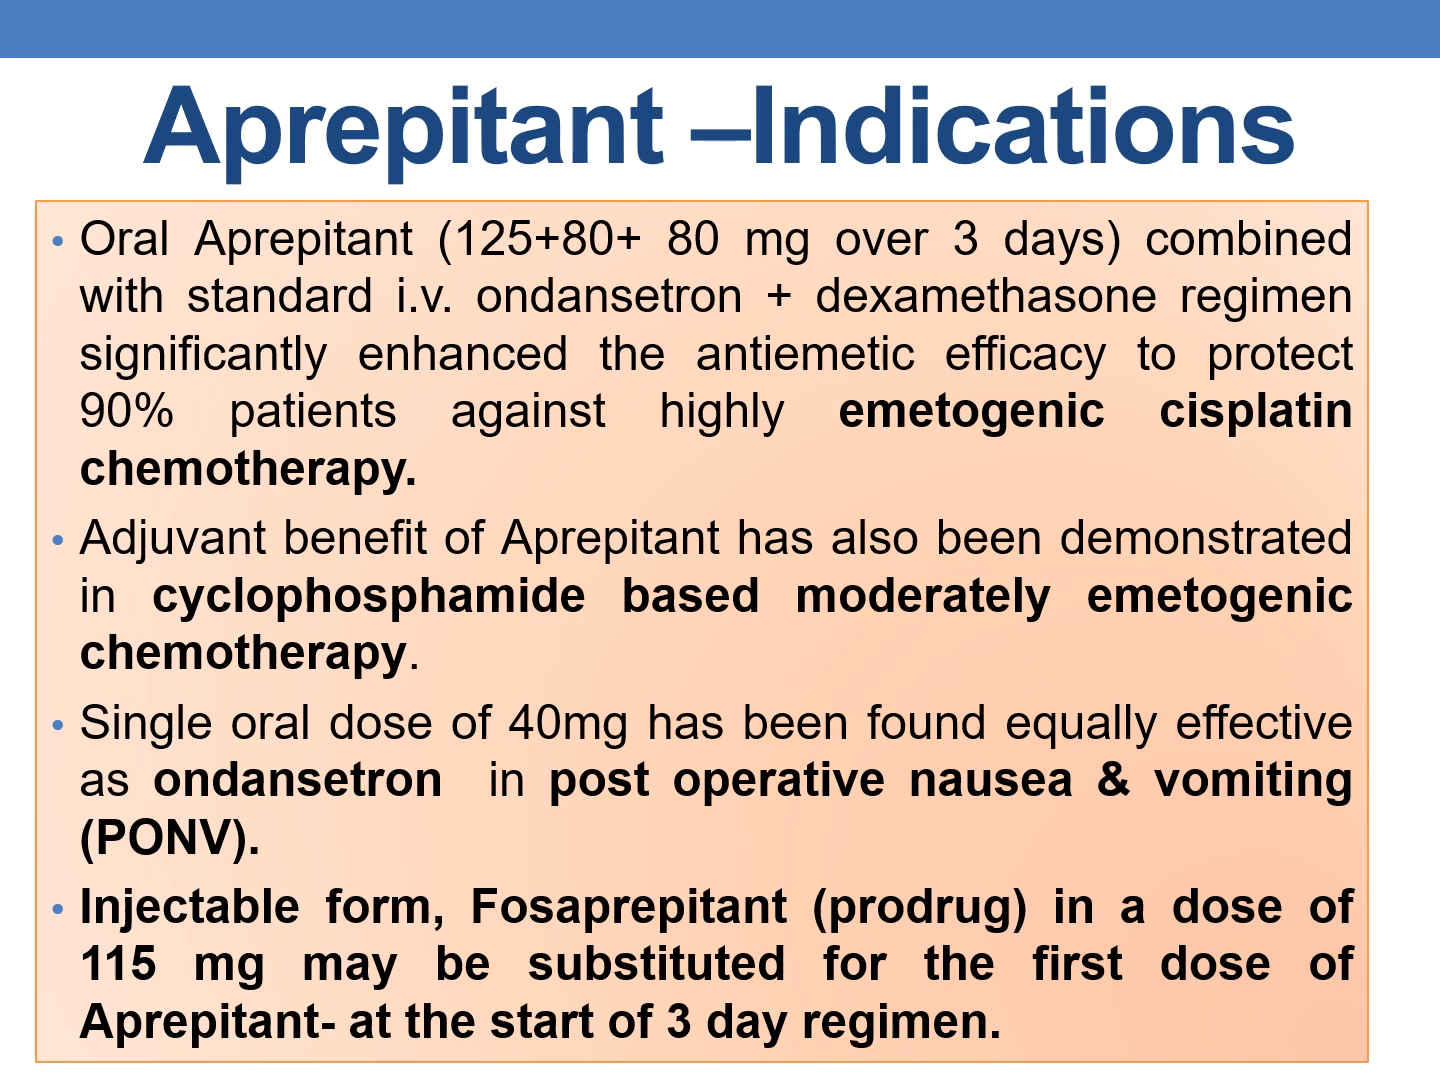 Aprepitant –Indications
• Oral Aprepitant (125+80+ 80 mg over 3 days) combined
with standard i.v. ondansetron + dexamethasone regimen
significantly enhanced the antiemetic efficacy to protect
90% patients against highly emetogenic cisplatin
chemotherapy.
• Adjuvant benefit of Aprepitant has also been demonstrated
in cyclophosphamide based moderately emetogenic
chemotherapy.
• Single oral dose of 40mg has been found equally effective
as ondansetron in post operative nausea & vomiting
(PONV).
• Injectable form, Fosaprepitant (prodrug) in a dose of
115 mg may be substituted for the first dose of
Aprepitant- at the start of 3 day regimen.